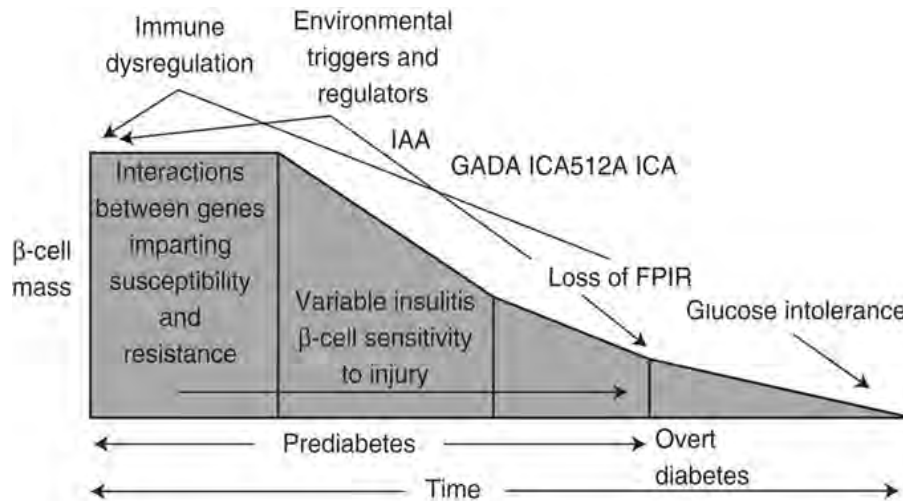 Immune
dysregulation
Environmental
triggers and
regulators
IAA
GADA ICA512A ICA
Interactions
between genes
imparting
susceptibility
and
resistance
β-cell
mass
Variable insulitis
β-cell sensitivity
to injury
Loss of FPIR
Glucose intolerance
Prediabetes
Overt
diabetes
Time